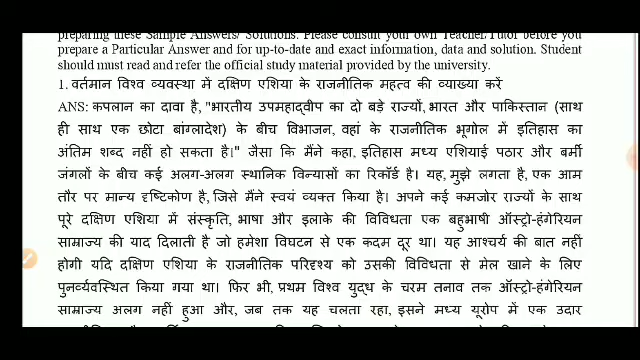 preparing these Sample Answers/ Solutions. Please consult your own Teacher/Tutor before you
prepare a Particular Answer and for up-to-date and exact information, data and solution. Student
should must read and refer the official study material provided by the university.
1. वर्तमान विश्व व्यवस्था में दक्षिण एशिया के राजनीतिक महत्व की व्याख्या करें
ANS: कपलान का दावा है, "भारतीय उपमहाद्वीप का दो बड़े राज्यों, भारत और पाकिस्तान (साथ
ही साथ एक छोटा बांग्लादेश) के बीच विभाजन, वहां के राजनीतिक भूगोल में इतिहास का
अंतिम शब्द नहीं हो सकता है।" जैसा कि मैंने कहा, इतिहास मध्य एशियाई पठार और बर्मी
जंगलों के बीच कई अलग-अलग स्थानिक विन्यासों का रिकॉर्ड है। यह, मुझे लगता है, एक आम
तौर पर मान्य दृष्टिकोण है, जिसे मैंने स्वयं व्यक्त किया है। अपने कई कमजोर राज्यों के साथ
पूरे दक्षिण एशिया में संस्कृति, भाषा और इलाके की विविधता एक बहुभाषी ऑस्ट्रो-हंगेरियन
साम्राज्य की याद दिलाती है जो हमेशा विघटन से एक कदम दूर था। यह आश्चर्य की बात नहीं
होगी यदि दक्षिण एशिया के राजनीतिक परिदृश्य को उसकी विविधता से मेल खाने के लिए
पुनर्व्यवस्थित किया गया था। फिर भी, प्रथम विश्व युद्ध के चरम तनाव तक ऑस्ट्रो-हंगेरियन
साम्राज्य अलग नहीं हुआ और, जब तक यह चलता रहा, इसने मध्य यूरोप में एक उदार